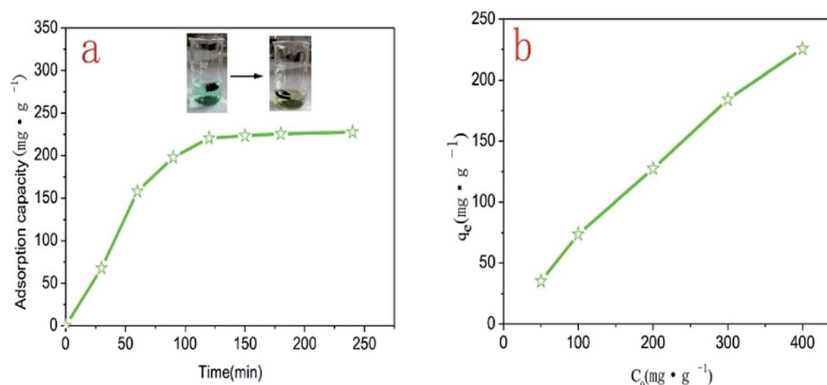 a
350
300
250
200
150
100
50
0
0 50 100 150 200 250
Adsorption capacity(mg• g⁻¹)
Time(min)
b
250
200
150
100
50
0
0 100 200 300 400
qe(mg• g⁻¹)
C₀(mg• g⁻¹)